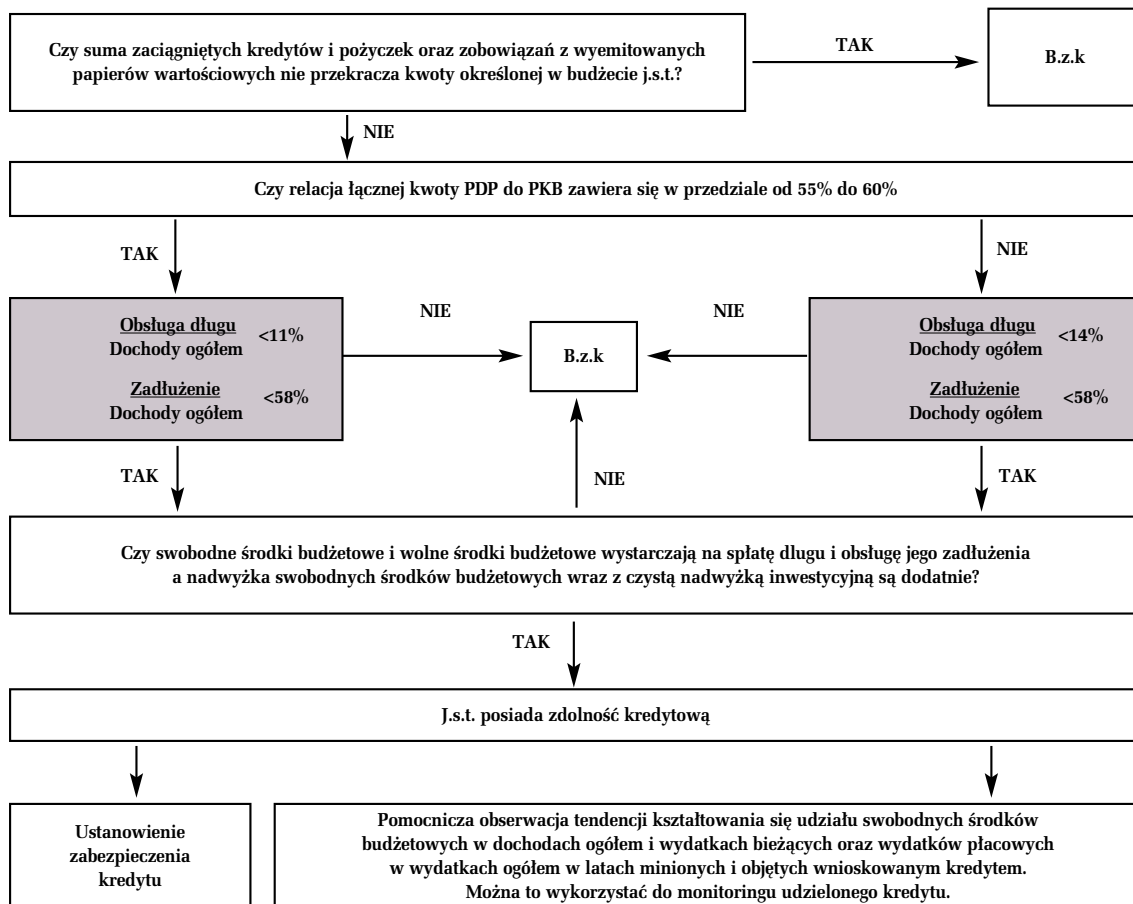 Czy suma zaciągniętych kredytów i pożyczek oraz zobowiązań z wyemitowanych
papierów wartościowych nie przekracza kwoty określonej w budżecie j.s.t.?
TAK
B.z.k
NIE
Czy relacja łącznej kwoty PDP do PKB zawiera się w przedziale od 55% do 60%
TAK
NIE
Obsługa długu <11%
Dochody ogółem
Zadłużenie <58%
Dochody ogółem
NIE
B.z.k
NIE
Obsługa długu <14%
Dochody ogółem
Zadłużenie <58%
Dochody ogółem
TAK
NIE
TAK
Czy swobodne środki budżetowe i wolne środki budżetowe wystarczają na spłatę dlugu i obsługę jego zadłużenia
a nadwyżka swobodnych środków budżetowych wraz z czystą nadwyżką inwestycyjną są dodatnie?
TAK
J.s.t. posiada zdolność kredytową
Ustanowienie
zabezpieczenia
kredytu
Pomocnicza obserwacja tendencji kształtowania się udziału swobodnych środków
budżetowych w dochodach ogółem i wydatkach bieżących oraz wydatków płacowych
w wydatkach ogółem w latach minionych i objętych wnioskowanym kredytem.
Można to wykorzystać do monitoringu udzielonego kredytu.